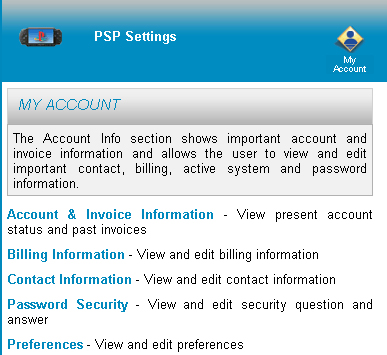 PSP Settings
My
Account
MY ACCOUNT
The Account Info section shows important account and
invoice information and allows the user to view and edit
important contact, billing, active system and password
information.
Account & Invoice Information - View present account
status and past invoices
Billing Information - View and edit billing information
Contact Information - View and edit contact information
Password Security - View and edit security question and
answer
Preferences - View and edit preferences